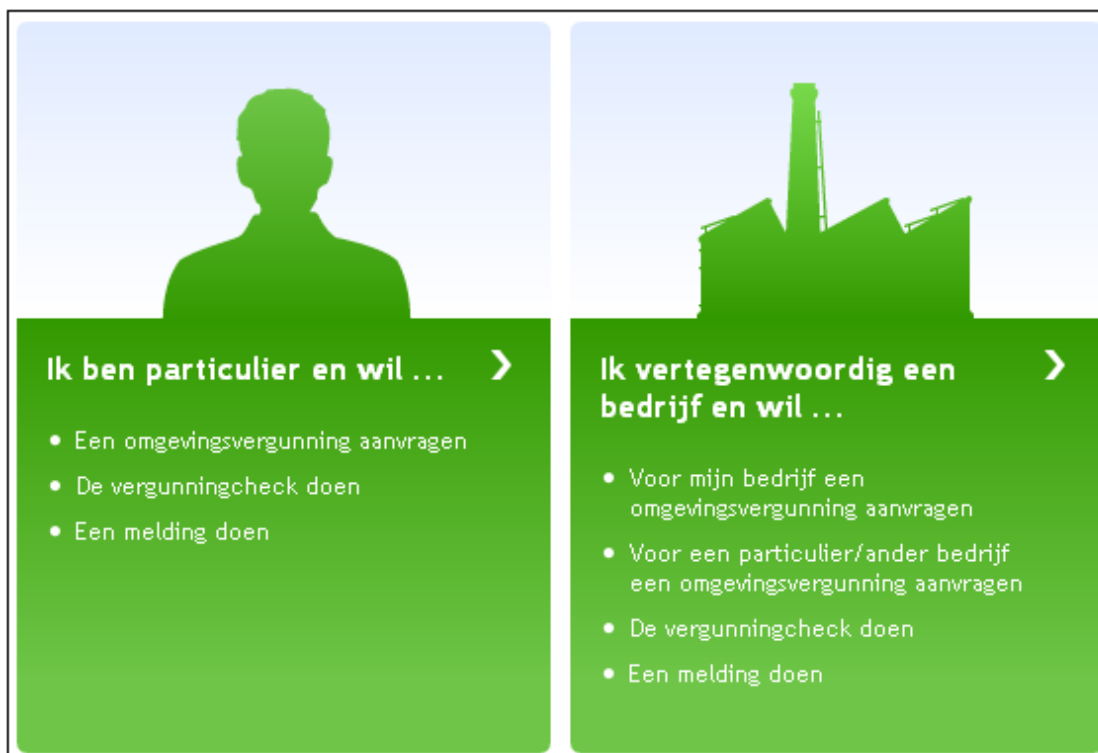 Ik ben particulier en wil ...
• Een omgevingsvergunning aanvragen
• De vergunningcheck doen
• Een melding doen
Ik vertegenwoordig een
bedrijf en wil ...
• Voor mijn bedrijf een
omgevingsvergunning aanvragen
• Voor een particulier/ander bedrijf
een omgevingsvergunning aanvragen
• De vergunningcheck doen
• Een melding doen